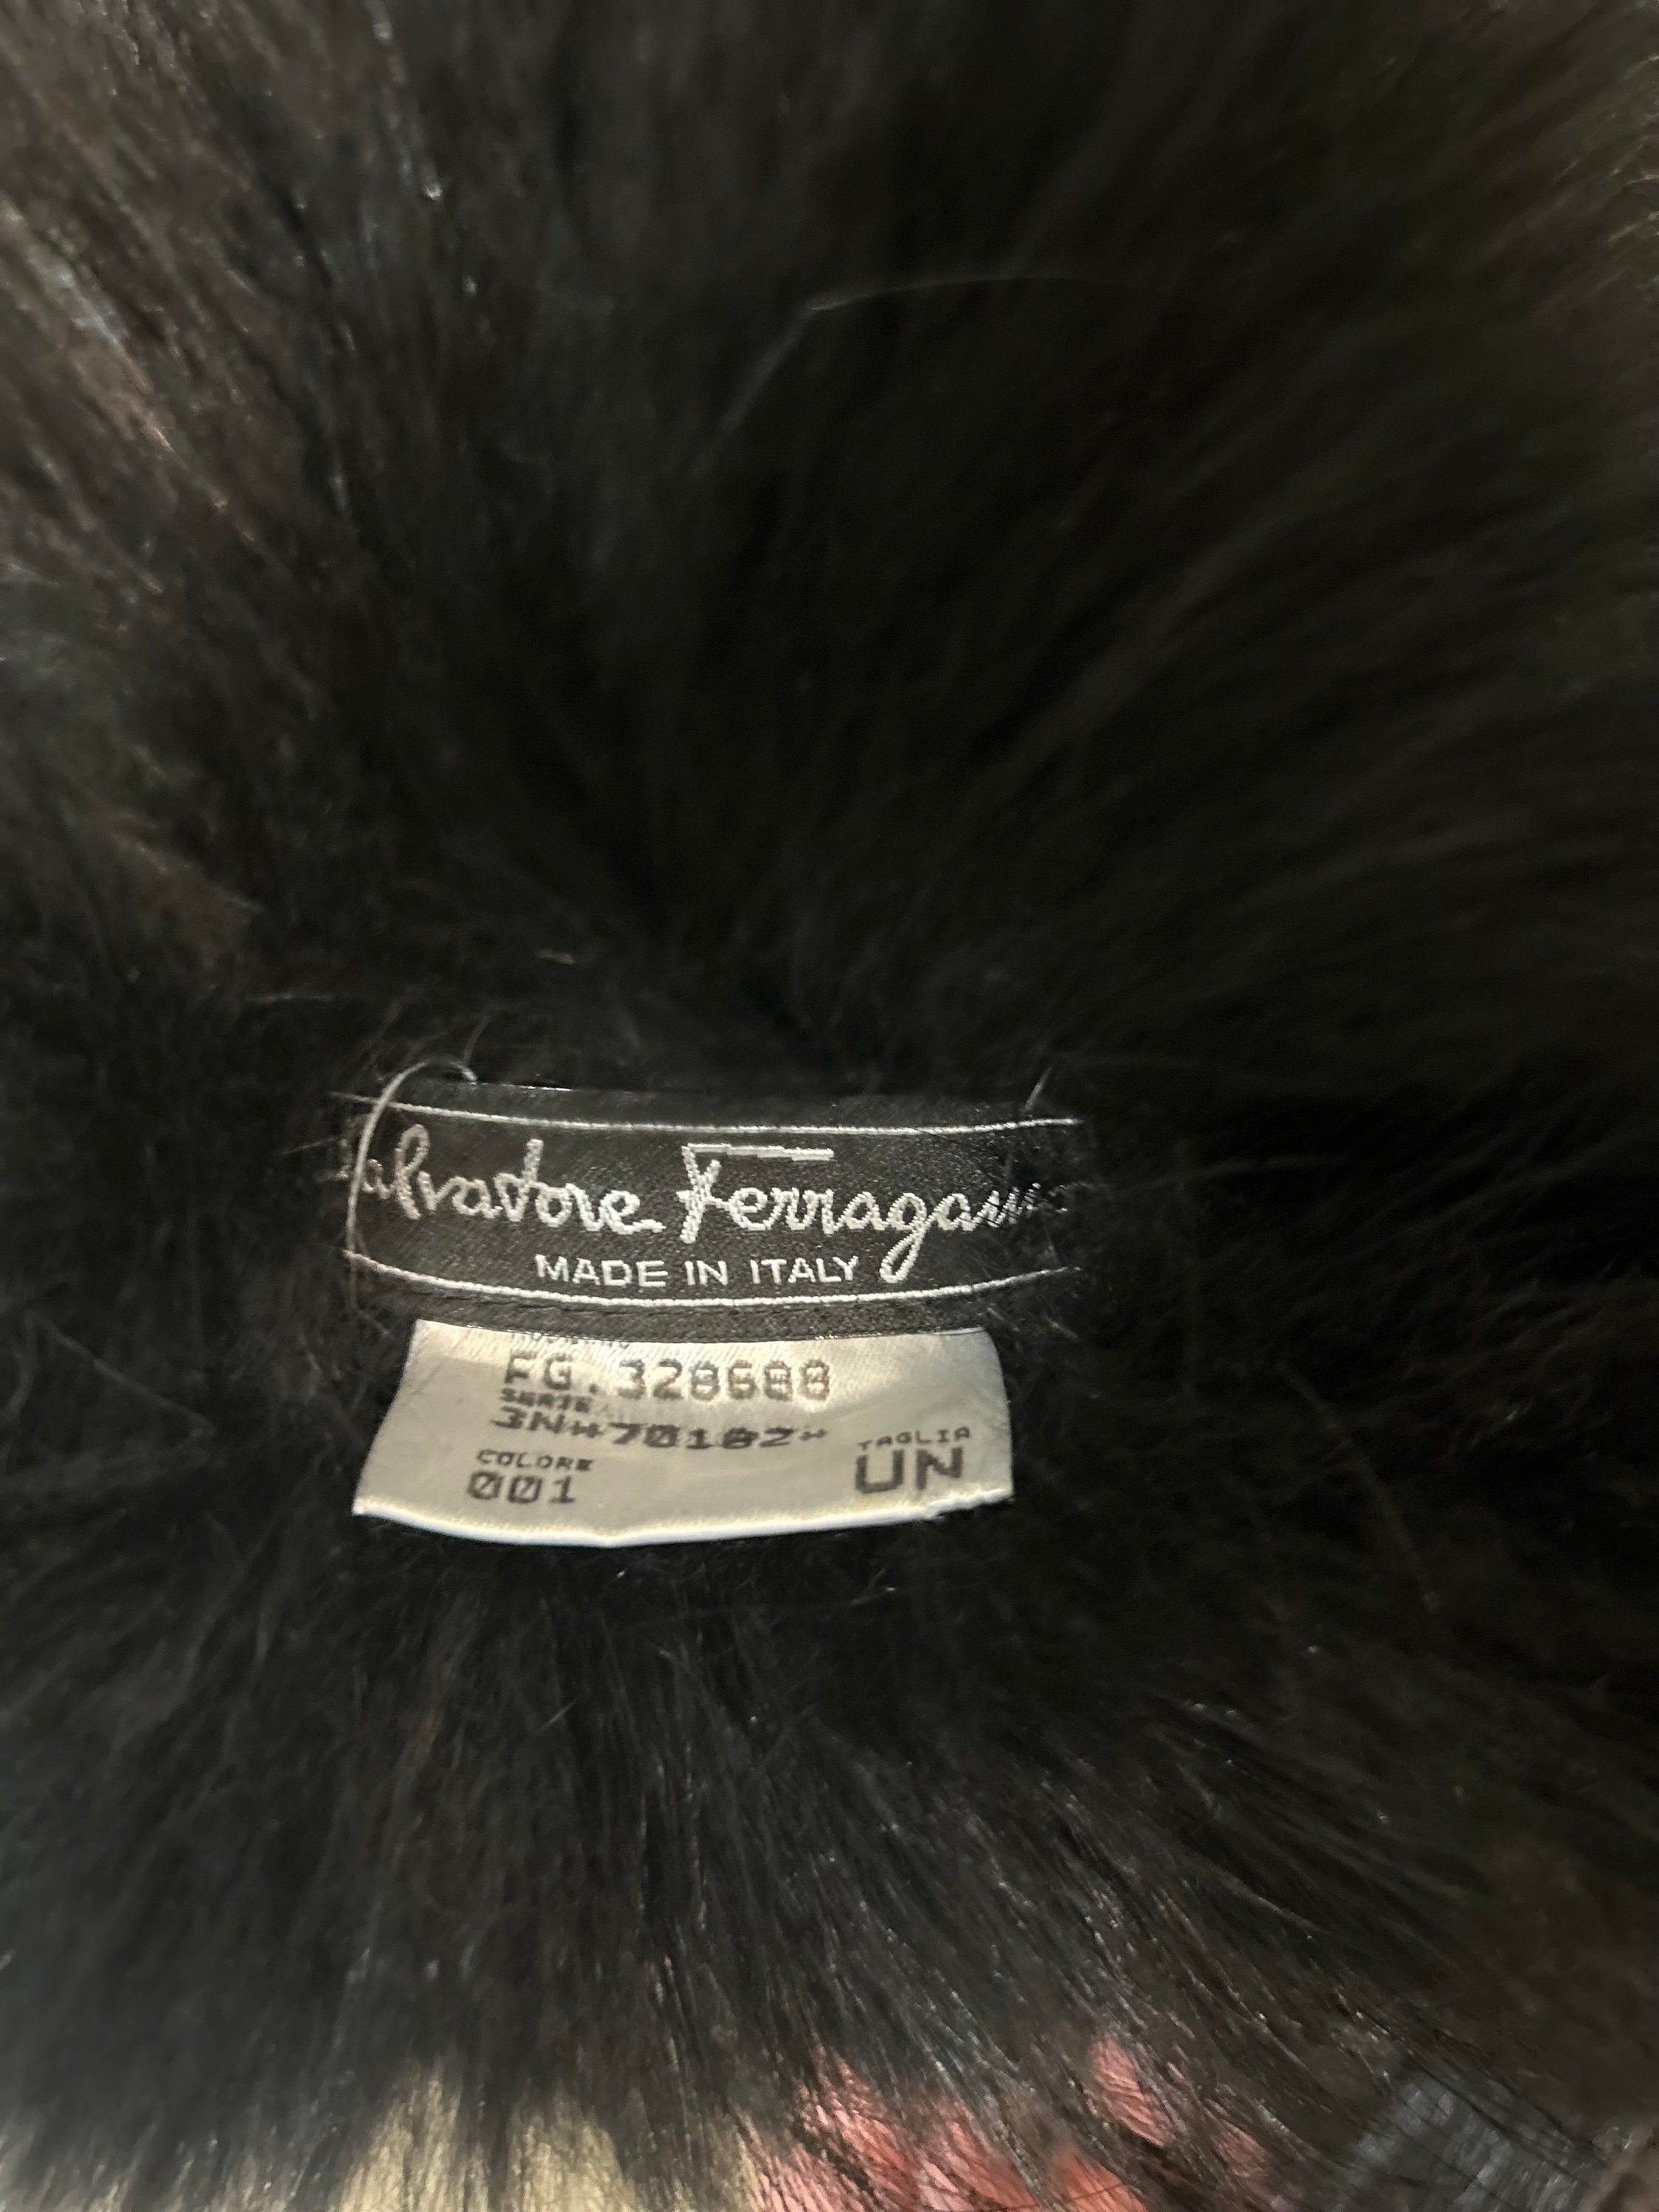 Salvatore Ferragamo
MADE IN ITALY
FG. 328688
SERIE
3N*70182*
COLORE
001
TAGLIA
UN